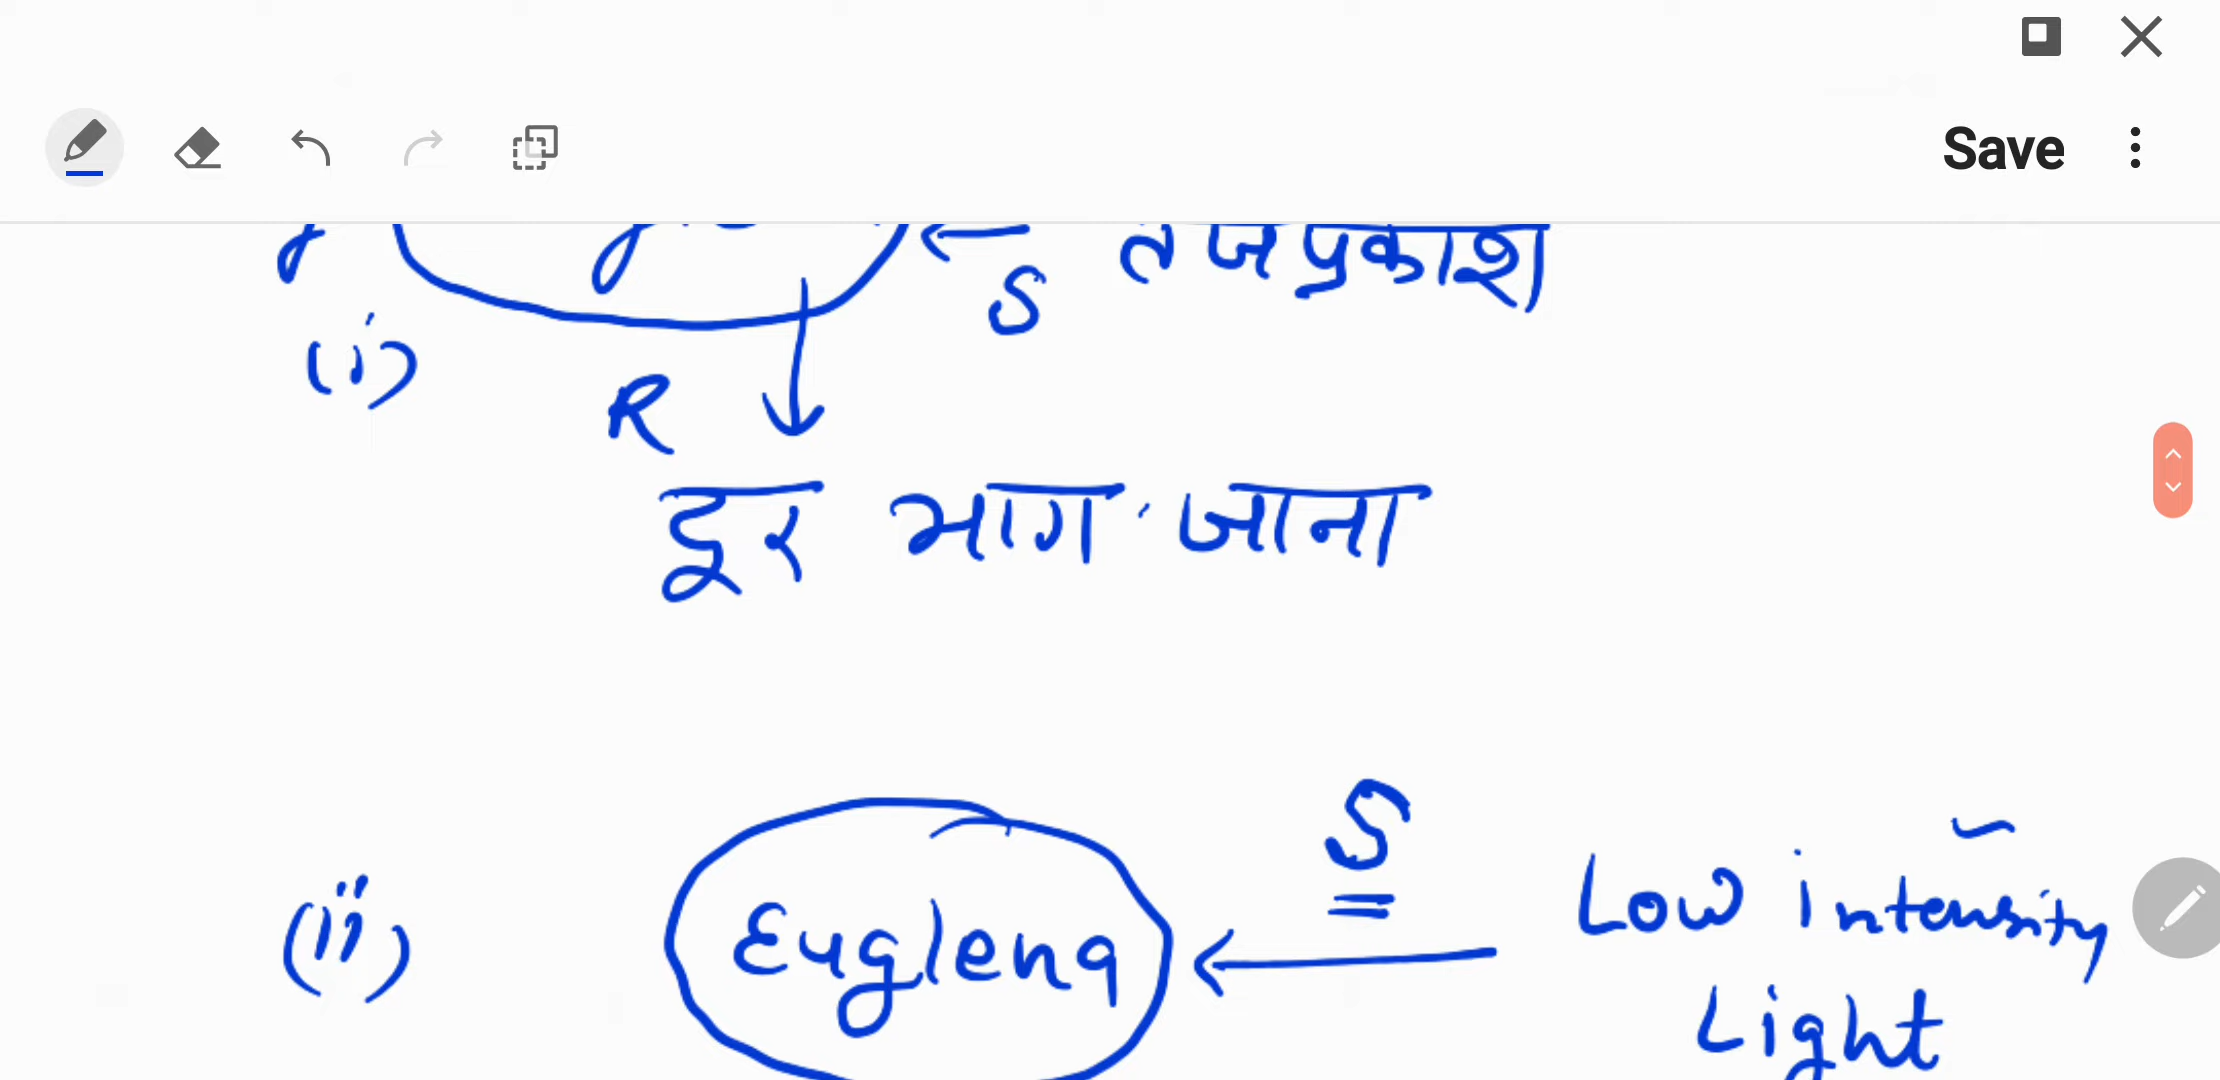 Save
← तेज प्रकाश
S
(i)
R
दूर भाग जाना
S
(ii) Euglena ← Low intensity
Light